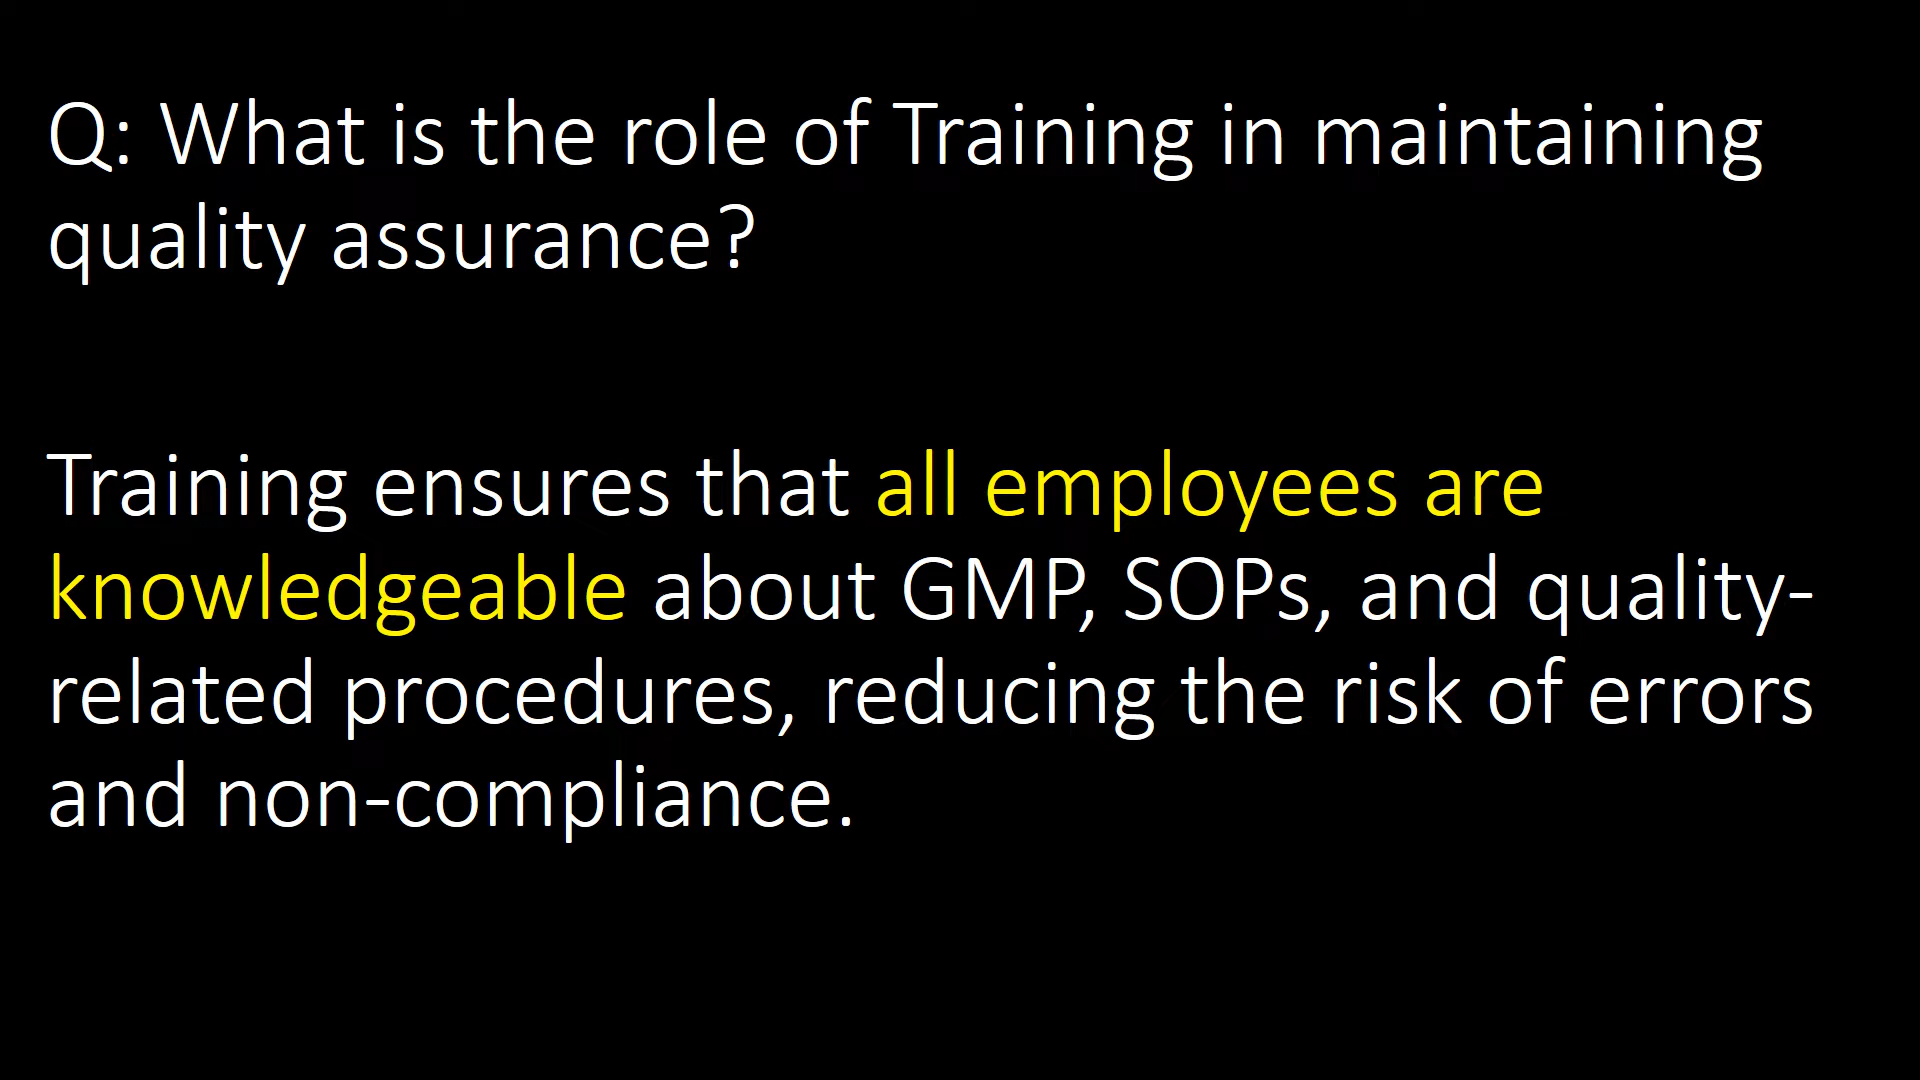 Q: What is the role of Training in maintaining
quality assurance?
Training ensures that all employees are
knowledgeable about GMP, SOPs, and quality-
related procedures, reducing the risk of errors
and non-compliance.